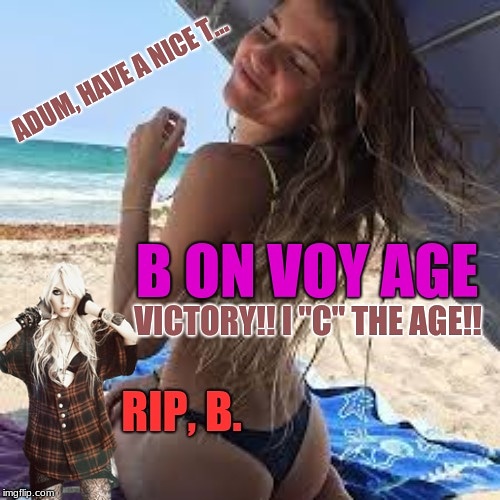 ADUM, HAVE A NICE T...
B ON VOY AGE
VICTORY!! I "C" THE AGE!!
RIP, B.
imgflip.com